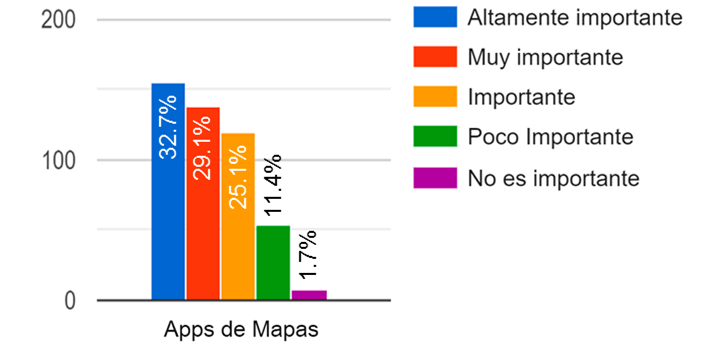 200
100
0
32.7%
29.1%
25.1%
11.4%
1.7%
Apps de Mapas
Altamente importante
Muy importante
Importante
Poco Importante
No es importante